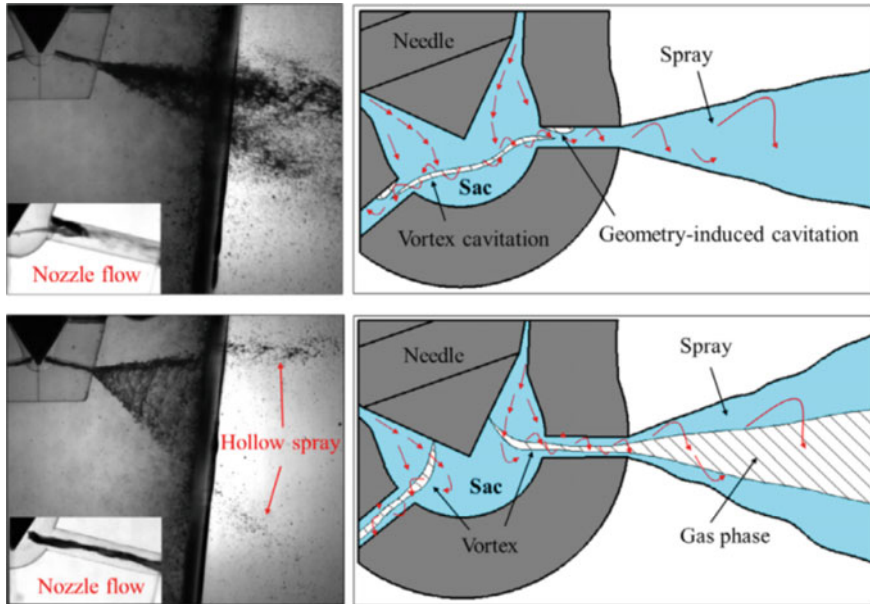 Nozzle flow
Needle
Spray
Sac
Vortex cavitation
Geometry-induced cavitation
Hollow spray
Nozzle flow
Needle
Spray
Sac
Vortex
Gas phase